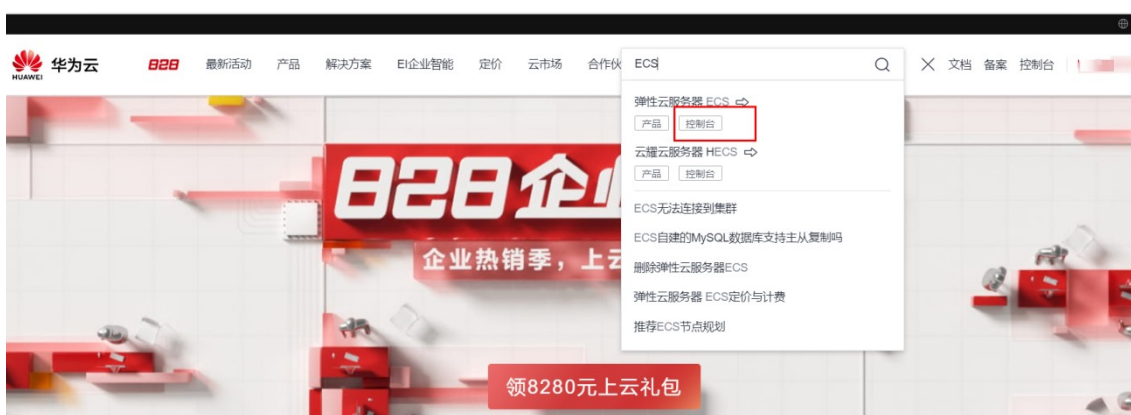 HUAWEI
华为云
828
最新活动
产品
解决方案
EI企业智能
定价
云市场
合作伙
ECS
文档
备案
控制台
弹性云服务器 ECS
产品
控制台
云耀云服务器 HECS
产品
控制台
ECS无法连接到集群
ECS自建的MySQL数据库支持主从复制吗
删除弹性云服务器ECS
弹性云服务器 ECS定价与计费
推荐ECS节点规划
828企业
企业热销季，上云
领8280元上云礼包